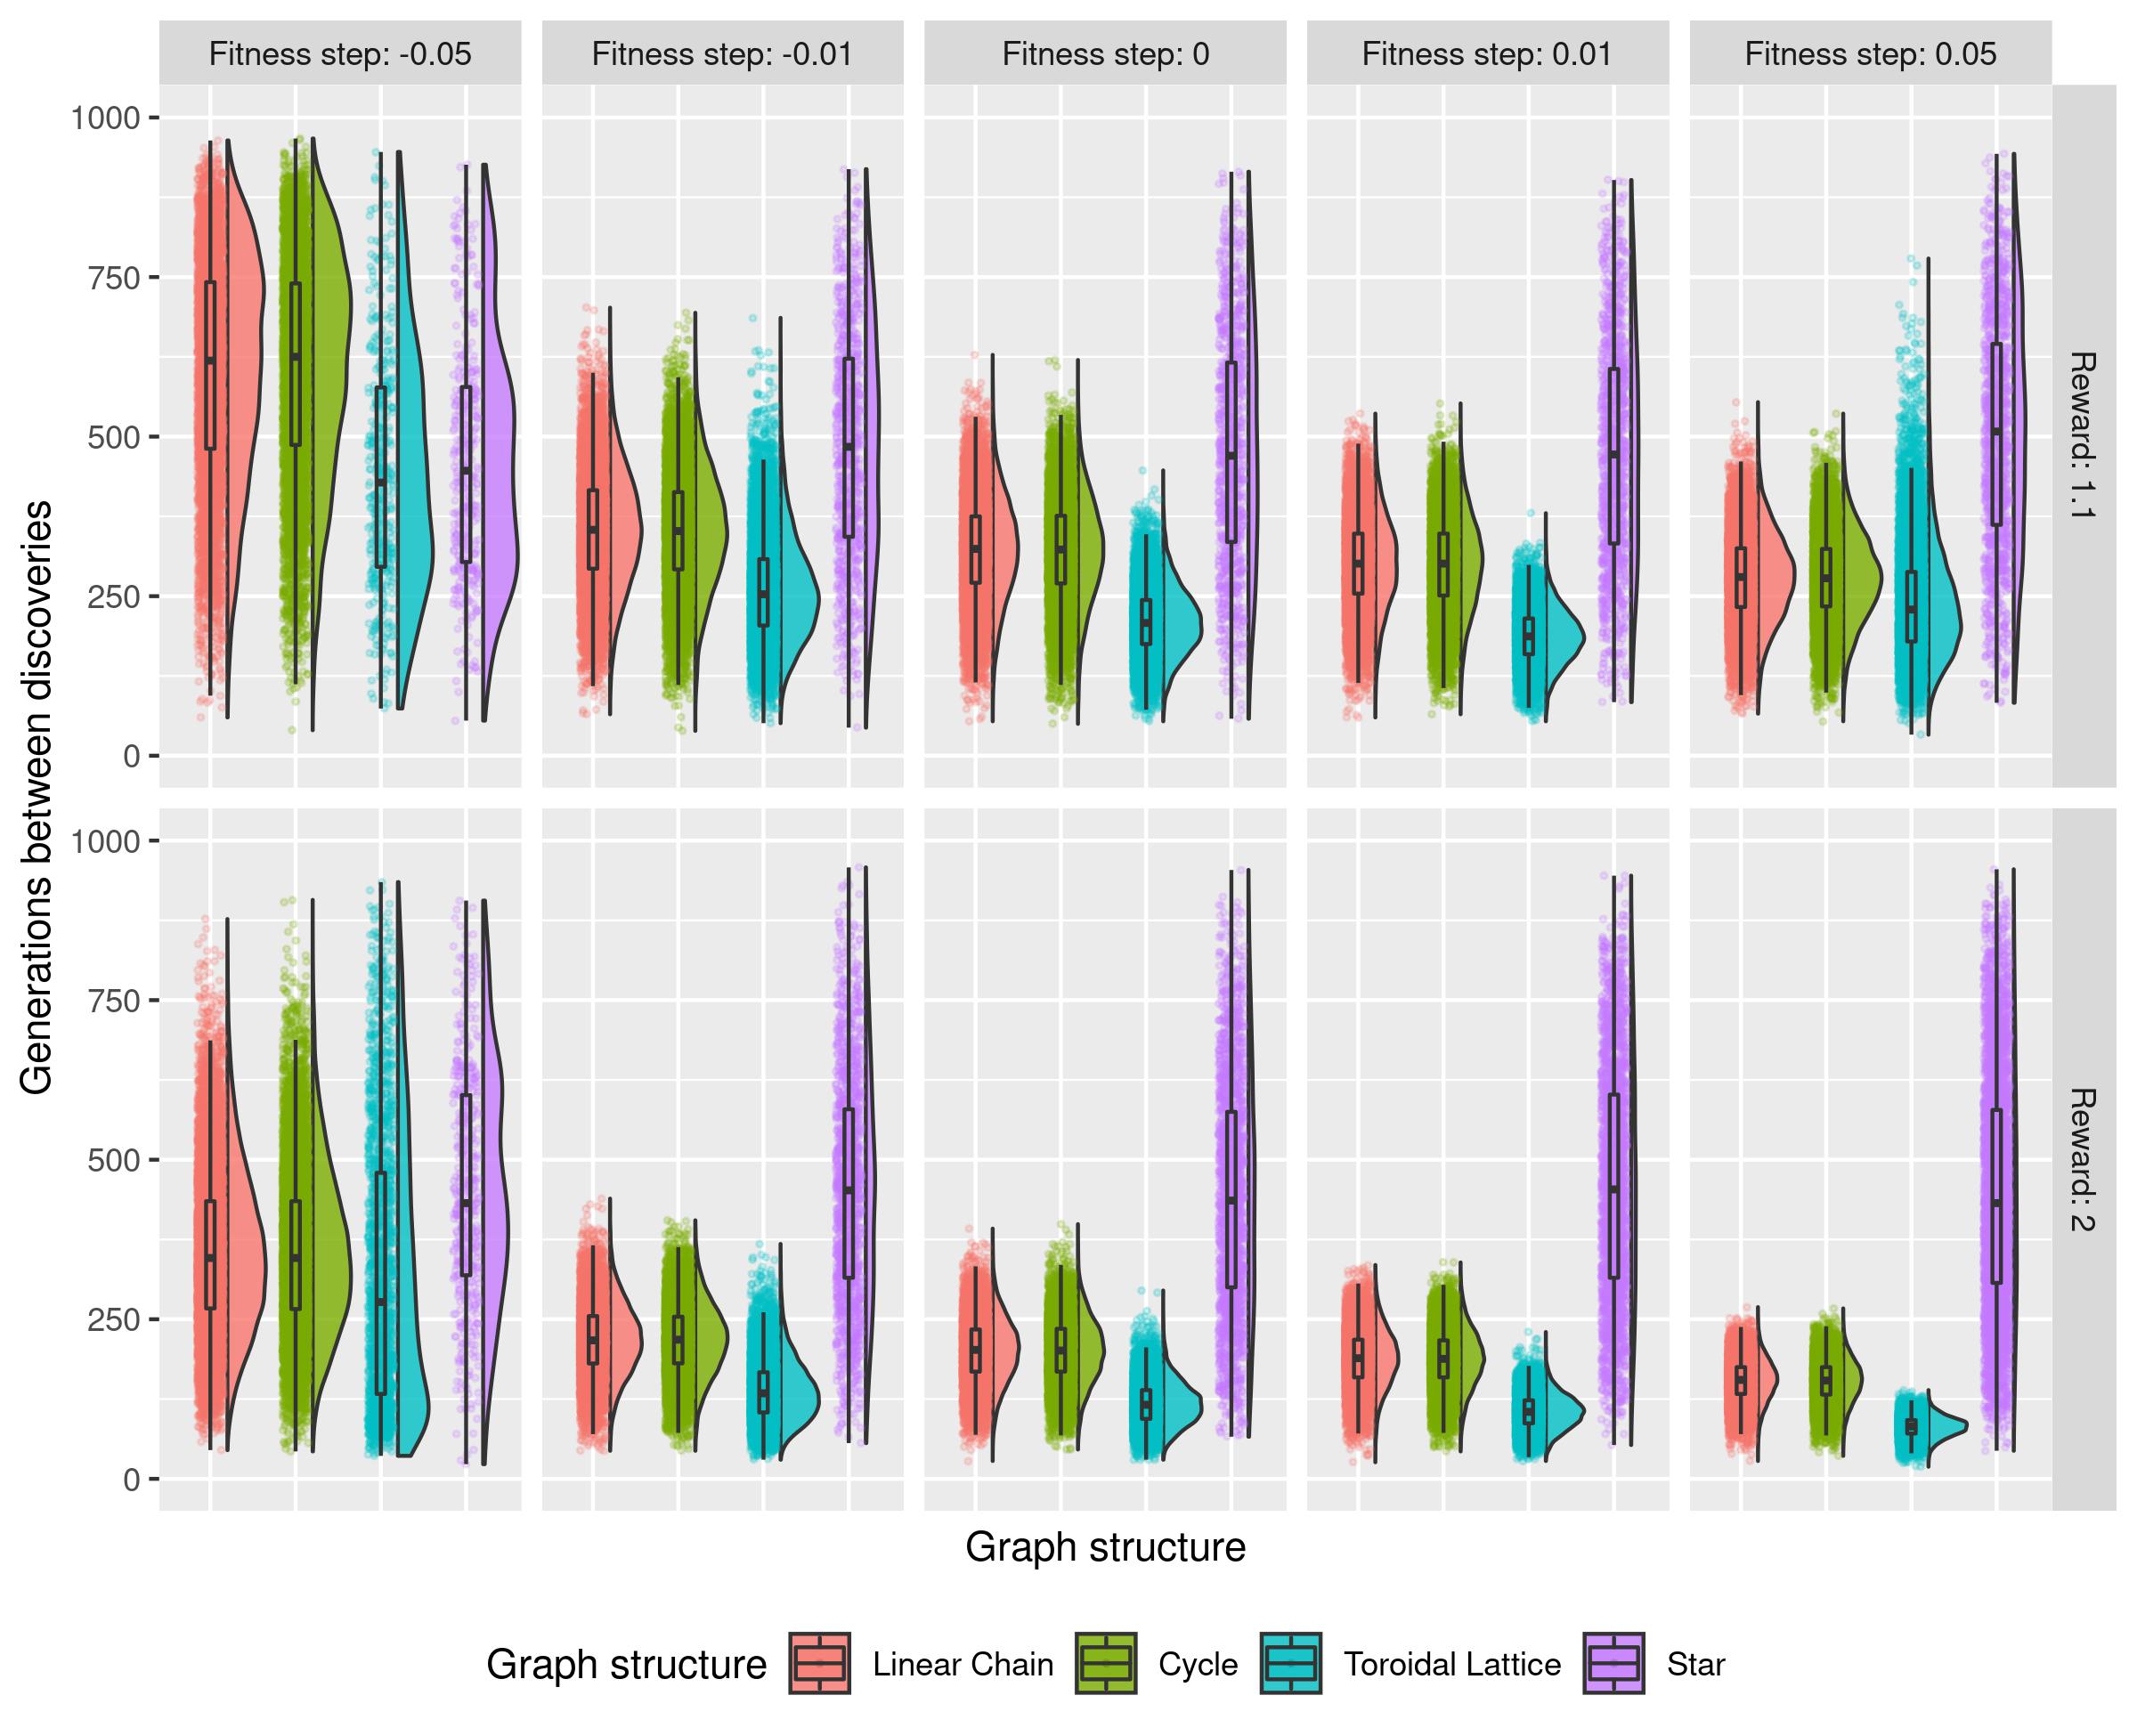 Fitness step: -0.05
Fitness step: -0.01
Fitness step: 0
Fitness step: 0.01
Fitness step: 0.05
Generations between discoveries
1000
750
500
250
0
Reward: 1.1
1000
750
500
250
0
Reward: 2
Graph structure
Graph structure
Linear Chain
Cycle
Toroidal Lattice
Star